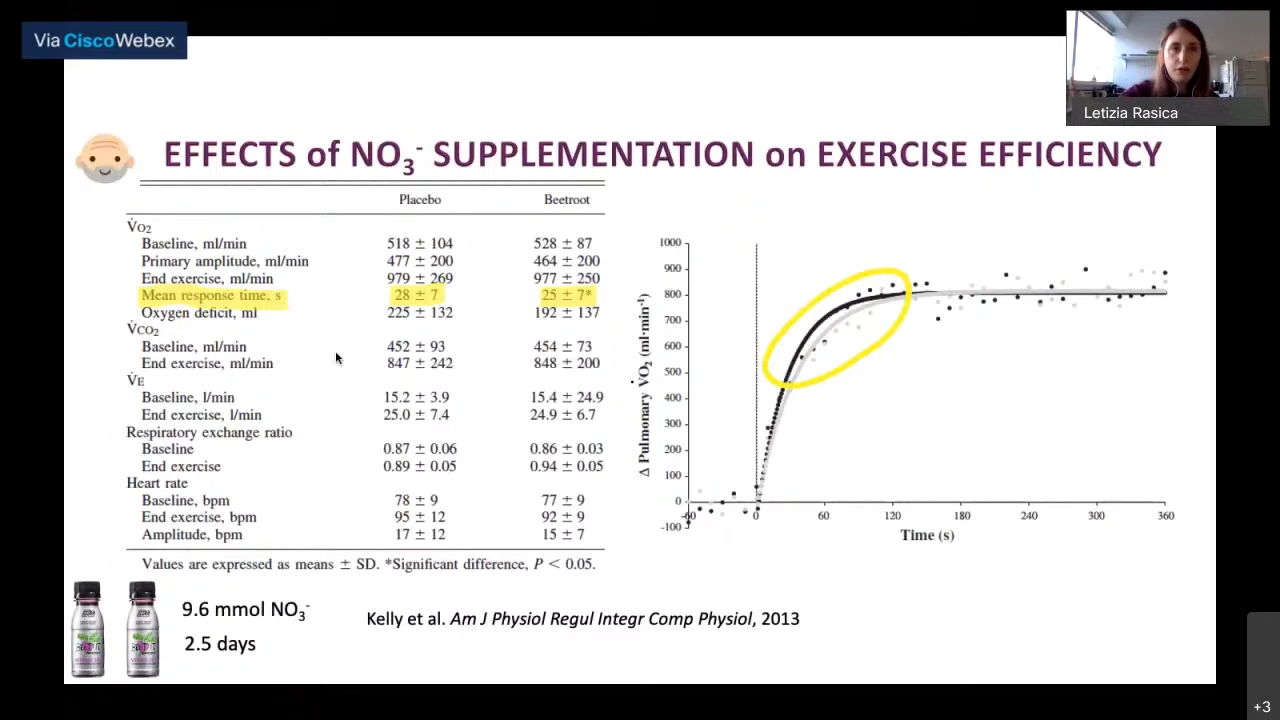 Via CiscoWebex
Letizia Rasica
EFFECTS of NO3- SUPPLEMENTATION on EXERCISE EFFICIENCY
Placebo Beetroot
V̇O2
Baseline, ml/min 518 ± 104 528 ± 87
Primary amplitude, ml/min 477 ± 200 464 ± 200
End exercise, ml/min 979 ± 269 977 ± 250
Mean response time, s 28 ± 7 25 ± 7*
Oxygen deficit, ml 225 ± 132 192 ± 137
V̇CO2
Baseline, ml/min 452 ± 93 454 ± 73
End exercise, ml/min 847 ± 242 848 ± 200
V̇E
Baseline, l/min 15.2 ± 3.9 15.4 ± 24.9
End exercise, l/min 25.0 ± 7.4 24.9 ± 6.7
Respiratory exchange ratio
Baseline 0.87 ± 0.06 0.86 ± 0.03
End exercise 0.89 ± 0.05 0.94 ± 0.05
Heart rate
Baseline, bpm 78 ± 9 77 ± 9
End exercise, bpm 95 ± 12 92 ± 9
Amplitude, bpm 17 ± 12 15 ± 7
Values are expressed as means ± SD. *Significant difference, P < 0.05.
Δ Pulmonary V̇O2 (ml·min-1)
1000
900
800
700
600
500
400
300
200
100
0
-100
-60 0 60 120 180 240 300 360
Time (s)
9.6 mmol NO3-
2.5 days
Kelly et al. Am J Physiol Regul Integr Comp Physiol, 2013
+3